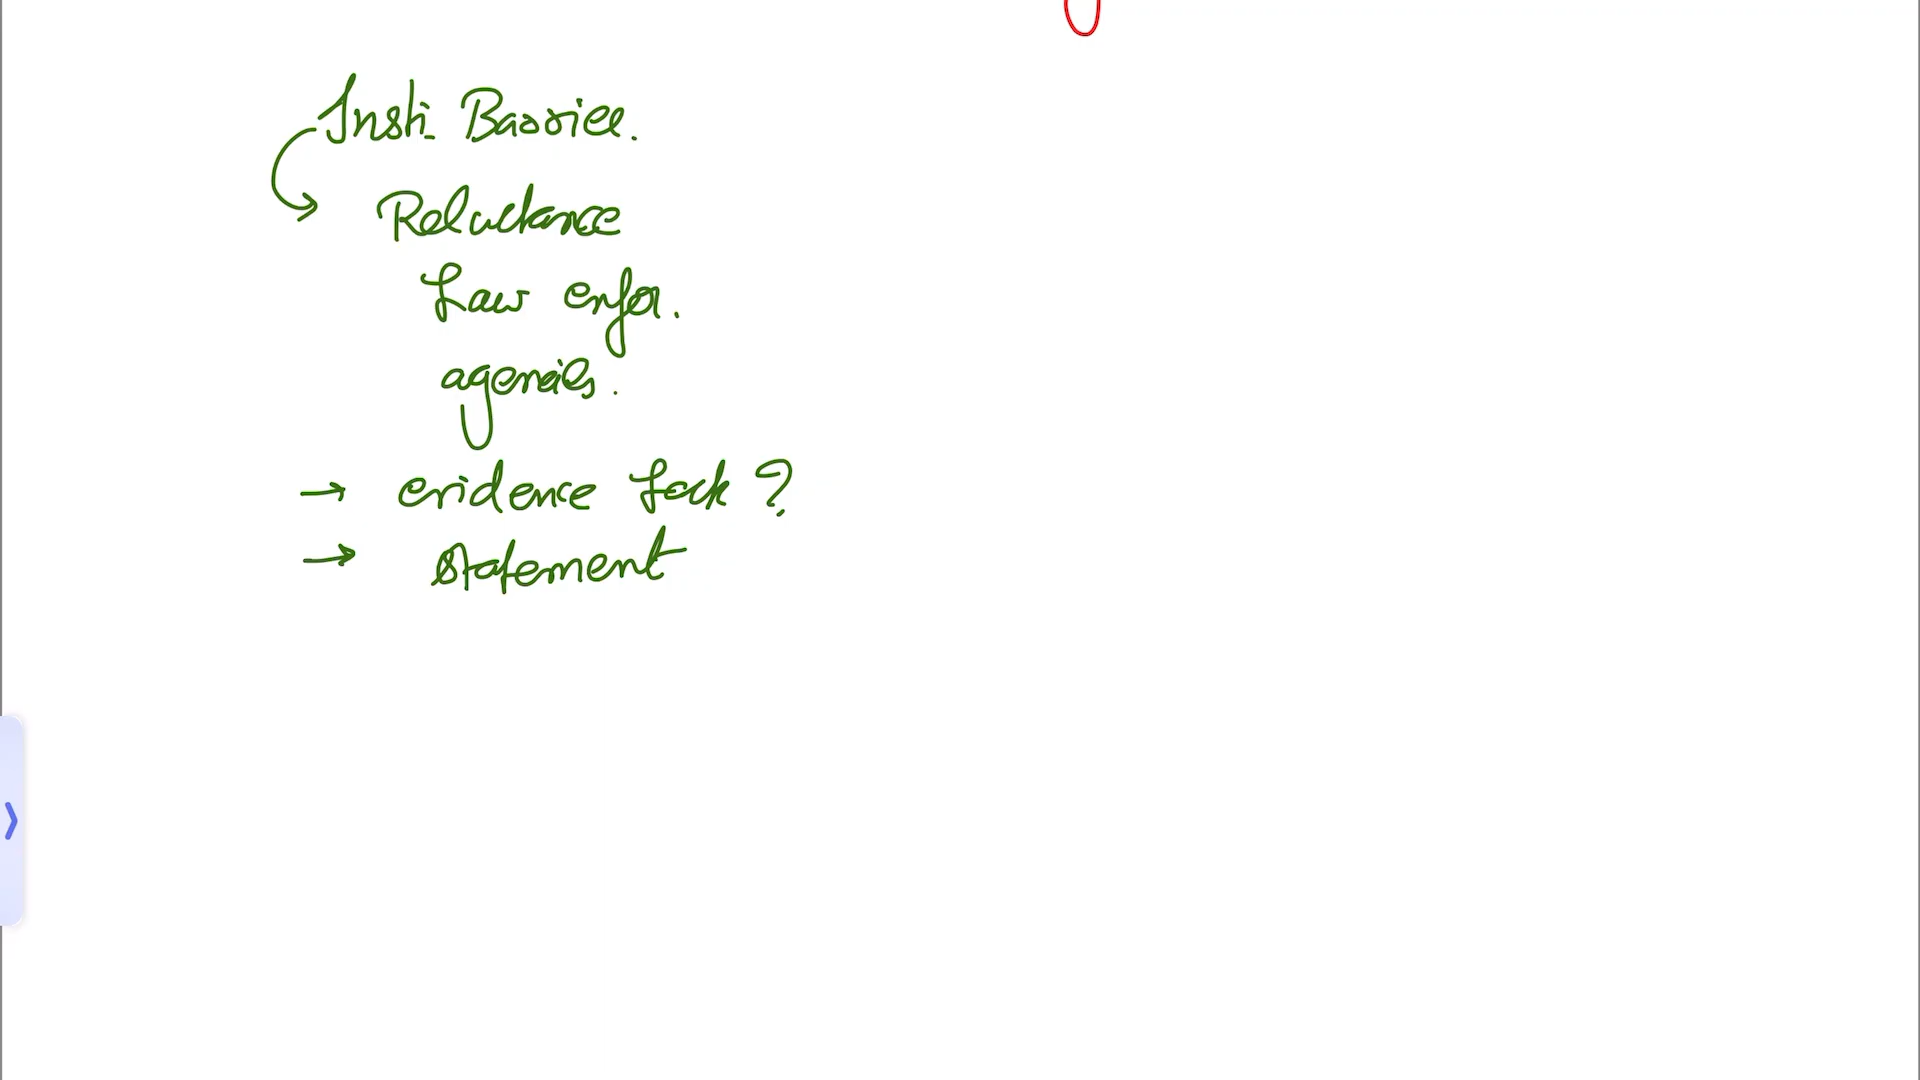 Insti. Barrier.
Reluctance
Law enfor.
agencies.
→ evidence Lack ?
→ statement